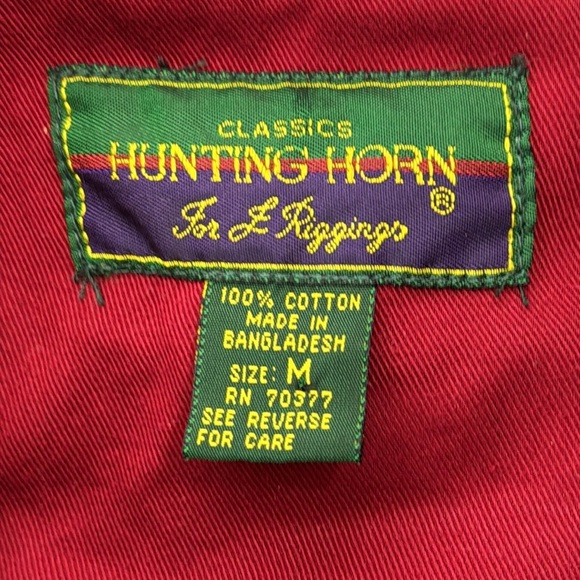 CLASSICS
HUNTING HORN®
For L Riggings
100% COTTON
MADE IN
BANGLADESH
SIZE: M
RN 70377
SEE REVERSE
FOR CARE